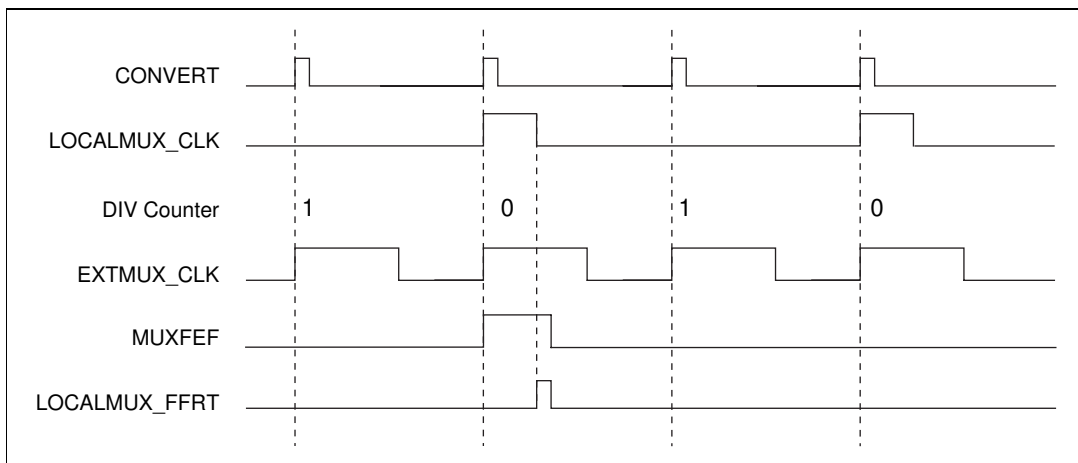 CONVERT
LOCALMUX_CLK
DIV Counter 1 0 1 0
EXTMUX_CLK
MUXFEF
LOCALMUX_FFRT